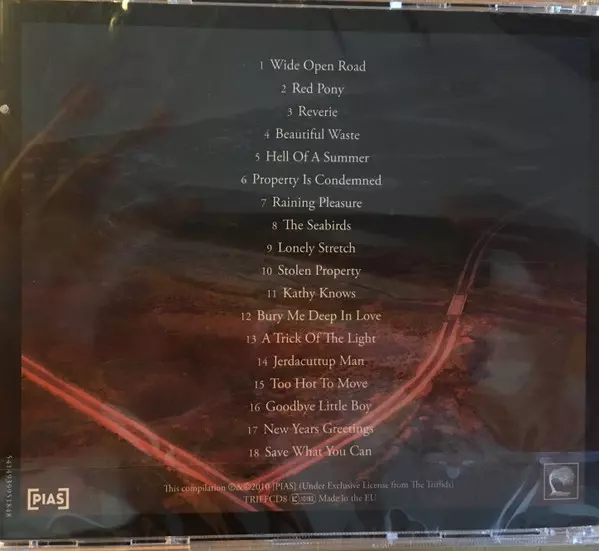 1 Wide Open Road
2 Red Pony
3 Reverie
4 Beautiful Waste
5 Hell Of A Summer
6 Property Is Condemned
7 Raining Pleasure
8 The Seabirds
9 Lonely Stretch
10 Stolen Property
11 Kathy Knows
12 Bury Me Deep In Love
13 A Trick Of The Light
14 Jerdacuttup Man
15 Too Hot To Move
16 Goodbye Little Boy
17 New Years Greetings
18 Save What You Can
This compilation ℗&©2010 [PIAS] (Under Exclusive License from The Triffids)
TRIFFCD8 Made in the EU
[PIAS]